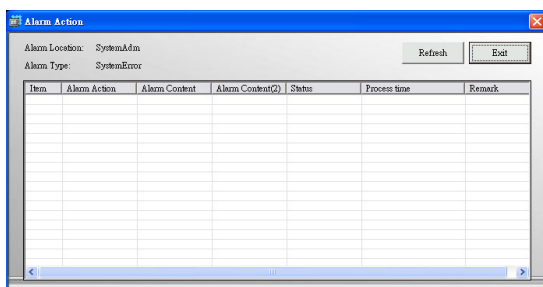 Alarm Action
Alarm Location: SystemAdm
Refresh Exit
Alarm Type: SystemError
Item Alarm Action Alarm Content Alarm Content(2) Status Process time Remark